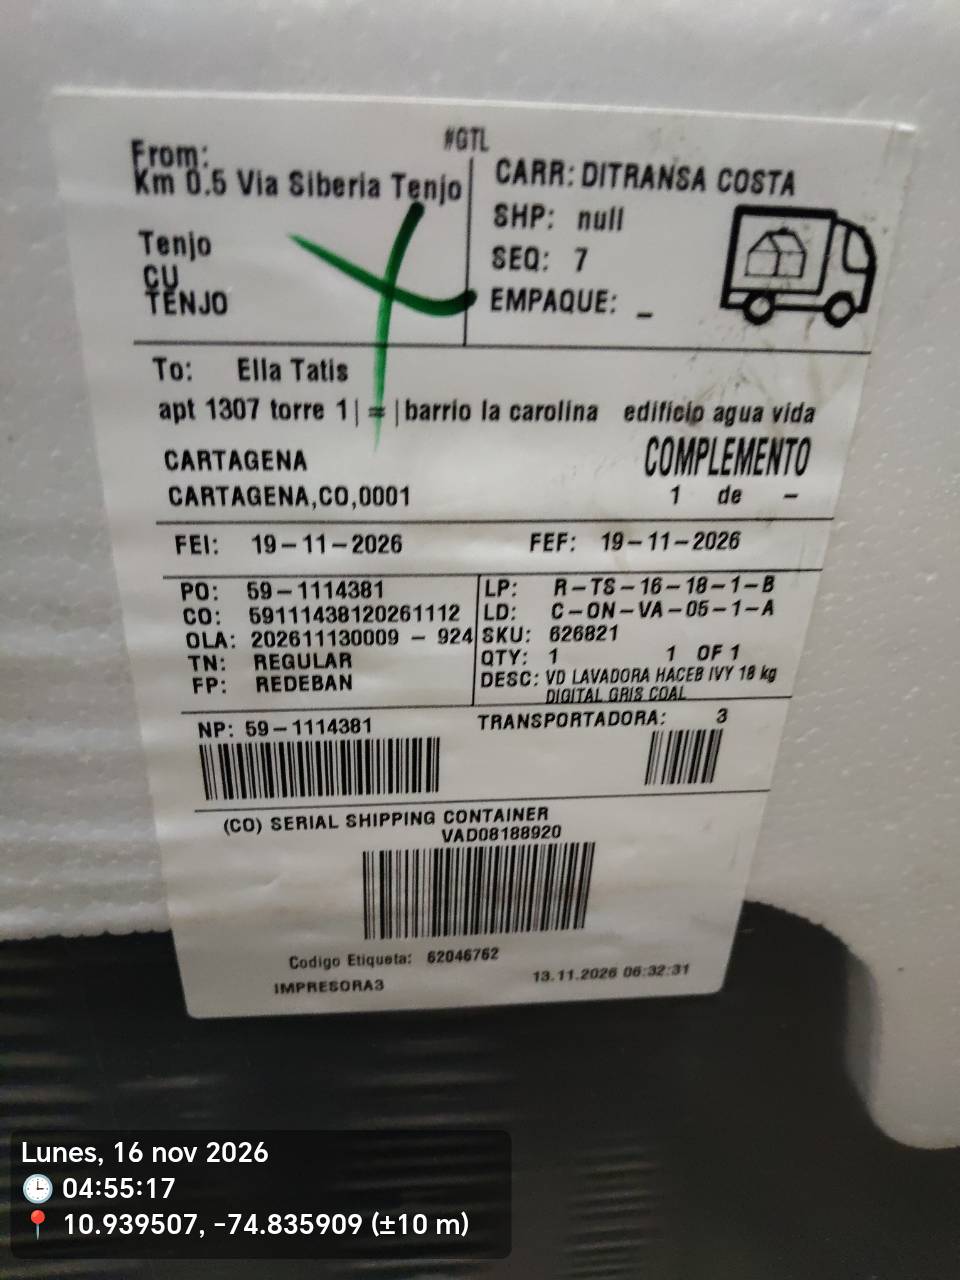 #GTL
From:
Km 0.5 Via Siberia Tenjo
Tenjo
CU
TENJO
CARR: DITRANSA COSTA
SHP: null
SEQ: 7
EMPAQUE: _
To: Ella Tatis
apt 1307 torre 1| = |barrio la carolina edificio agua vida
CARTAGENA
CARTAGENA,CO,0001
COMPLEMENTO
1 de -
FEI: 19-11-2026
FEF: 19-11-2026
PO: 59-1114381
CO: 59111438120261112
OLA: 202611130009 - 924
TN: REGULAR
FP: REDEBAN
LP: R-TS-16-18-1-B
LD: C-ON-VA-05-1-A
SKU: 626821
QTY: 1 1 OF 1
DESC: VD LAVADORA HACEB IVY 18 kg
DIGITAL GRIS COAL
NP: 59-1114381
TRANSPORTADORA: 3
(CO) SERIAL SHIPPING CONTAINER
VAD08188920
Codigo Etiqueta: 62046762
IMPRESORA3
13.11.2026 06:32:31
Lunes, 16 nov 2026
04:55:17
10.939507, -74.835909 (±10 m)